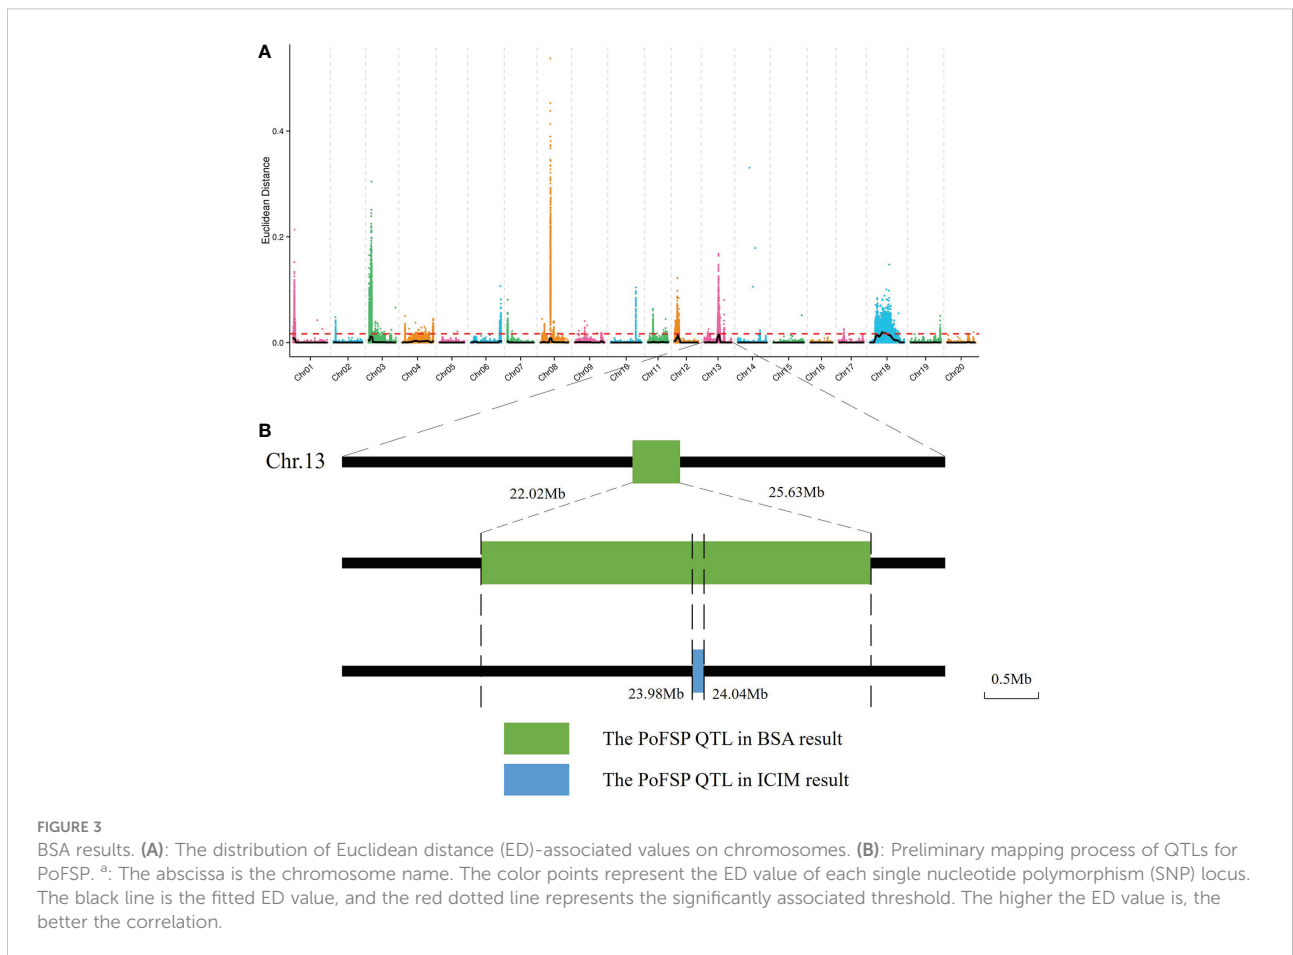 A
Euclidean Distance
0.4
0.2
0.0
Chr01 Chr02 Chr03 Chr04 Chr05 Chr06 Chr07 Chr08 Chr09 Chr10 Chr11 Chr12 Chr13 Chr14 Chr15 Chr16 Chr17 Chr18 Chr19 Chr20
B
Chr.13
22.02Mb 25.63Mb
23.98Mb 24.04Mb 0.5Mb
The PoFSP QTL in BSA result
The PoFSP QTL in ICIM result
FIGURE 3
BSA results. (A): The distribution of Euclidean distance (ED)-associated values on chromosomes. (B): Preliminary mapping process of QTLs for
PoFSP. a: The abscissa is the chromosome name. The color points represent the ED value of each single nucleotide polymorphism (SNP) locus.
The black line is the fitted ED value, and the red dotted line represents the significantly associated threshold. The higher the ED value is, the
better the correlation.